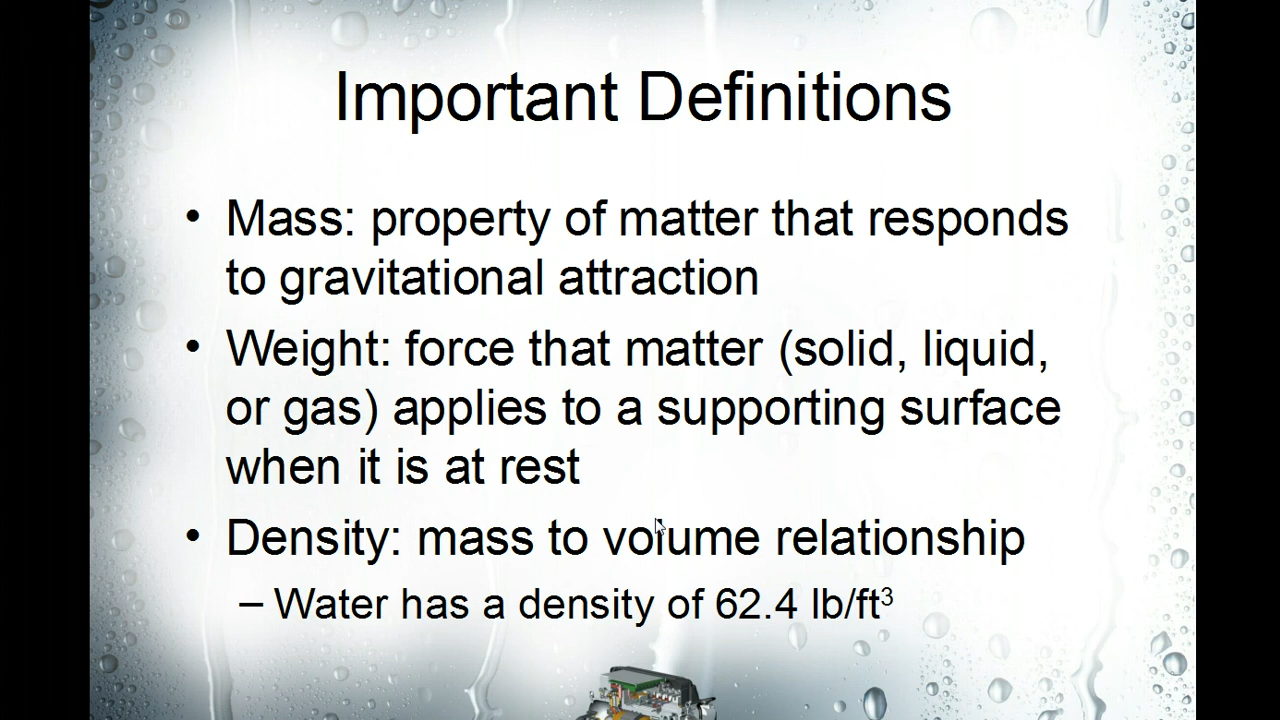 Important Definitions
• Mass: property of matter that responds
to gravitational attraction
• Weight: force that matter (solid, liquid,
or gas) applies to a supporting surface
when it is at rest
• Density: mass to volume relationship
– Water has a density of 62.4 lb/ft³